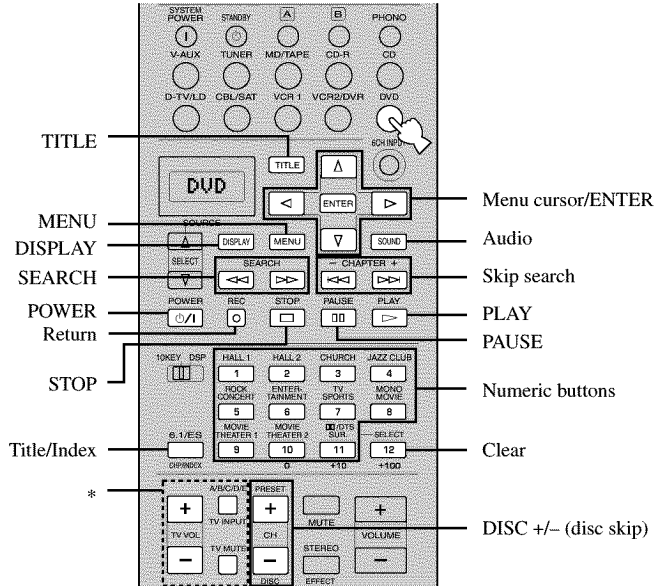 SYSTEM
POWER STANDBY A B PHONO
V-AUX TUNER MD/TAPE CD-R CD
D-TV/LD CBL/SAT VCR 1 VCR2/DVR DVD
6CH INPUT
TITLE TITLE
DVD
ENTER Menu cursor/ENTER
SOURCE
MENU
DISPLAY DISPLAY MENU SOUND Audio
SELECT
SEARCH SEARCH – CHAPTER + Skip search
POWER POWER REC STOP PAUSE PLAY PLAY
Return PAUSE
10KEY DSP HALL 1 HALL 2 CHURCH JAZZ CLUB
STOP 1 2 3 4 Numeric buttons
ROCK CONCERT ENTER-TAINMENT TV SPORTS MONO MOVIE
5 6 7 8
MOVIE THEATER 1 MOVIE THEATER 2 /DTS SUR. SELECT
Title/Index 6.1/ES 9 10 11 12 Clear
CHP/INDEX 0 +10 +100
* A/B/C/D/E PRESET
+ TV INPUT + MUTE +
TV VOL CH VOLUME DISC +/– (disc skip)
– TV MUTE – STEREO –
DISC EFFECT